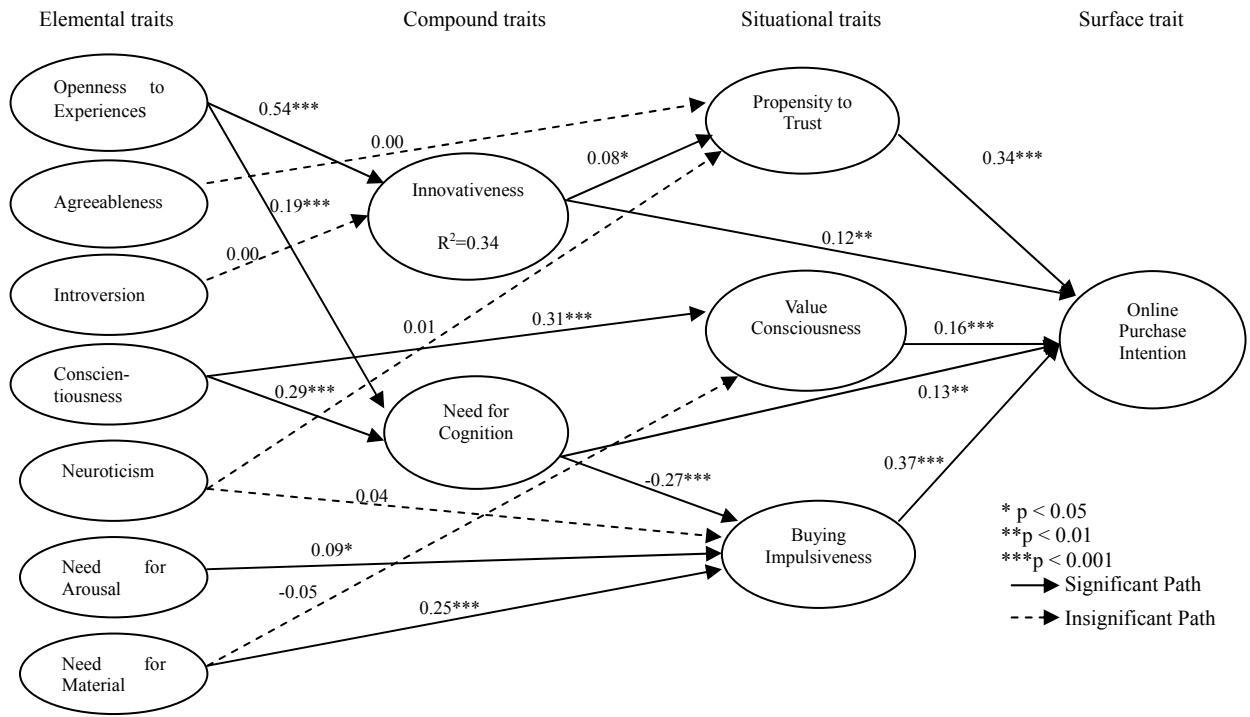 Elemental traits
Compound traits
Situational traits
Surface trait
Openness to
Experiences
Agreeableness
Introversion
Conscien-
tiousness
Neuroticism
Need for
Arousal
Need for
Material
0.54***
0.00
0.19***
0.00
0.01
0.31***
0.29***
0.04
0.09*
-0.05
0.25***
Innovativeness
R²=0.34
Need for
Cognition
0.08*
0.12**
0.13**
-0.27***
Propensity to
Trust
Value
Consciousness
Buying
Impulsiveness
0.34***
0.16***
0.37***
Online
Purchase
Intention
* p < 0.05
**p < 0.01
***p < 0.001
Significant Path
Insignificant Path